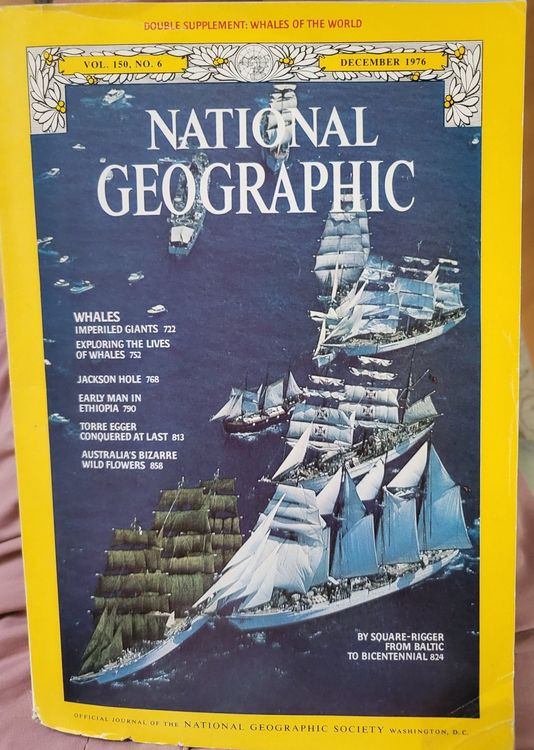 DOUBLE SUPPLEMENT: WHALES OF THE WORLD
VOL. 150, NO. 6
DECEMBER 1976
NATIONAL
GEOGRAPHIC
WHALES
IMPERILED GIANTS 722
EXPLORING THE LIVES
OF WHALES 752
JACKSON HOLE 768
EARLY MAN IN
ETHIOPIA 790
TORRE EGGER
CONQUERED AT LAST 813
AUSTRALIA'S BIZARRE
WILD FLOWERS 858
BY SQUARE-RIGGER
FROM BALTIC
TO BICENTENNIAL 824
OFFICIAL JOURNAL OF THE NATIONAL GEOGRAPHIC SOCIETY WASHINGTON, D.C.